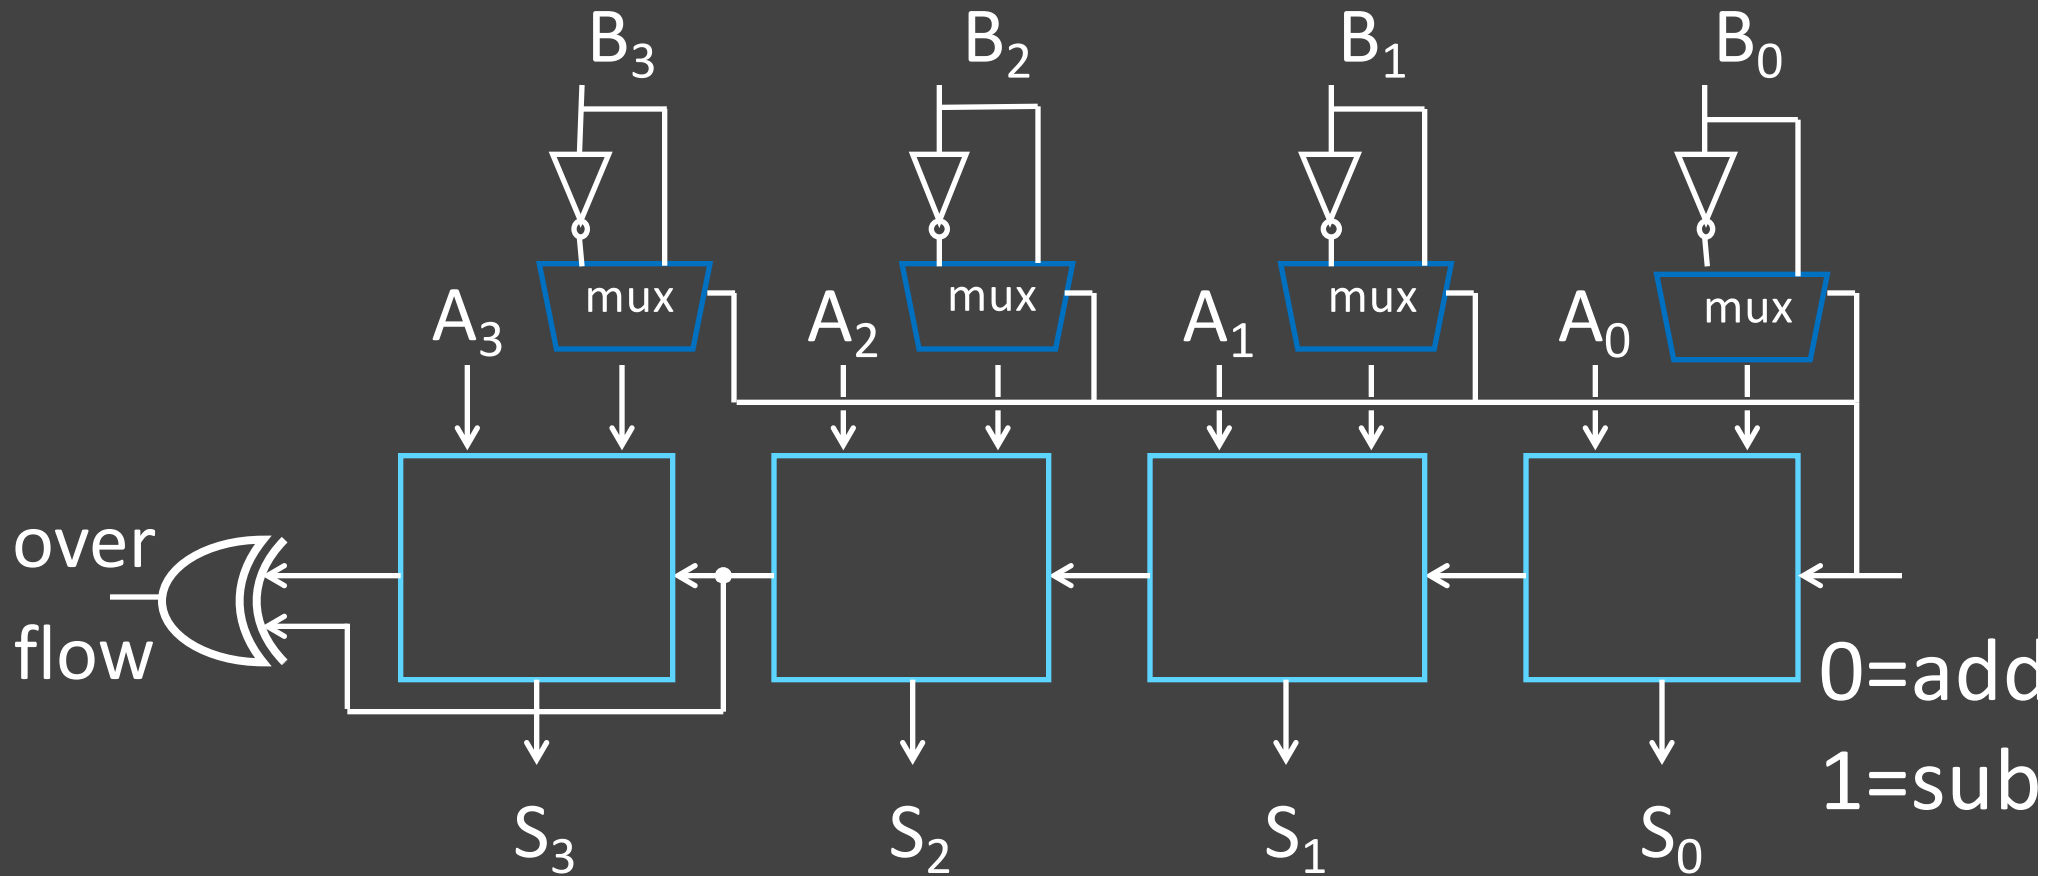 B₃ B₂ B₁ B₀
mux mux mux mux
A₃ A₂ A₁ A₀
over
flow
0=add
1=sub
S₃ S₂ S₁ S₀